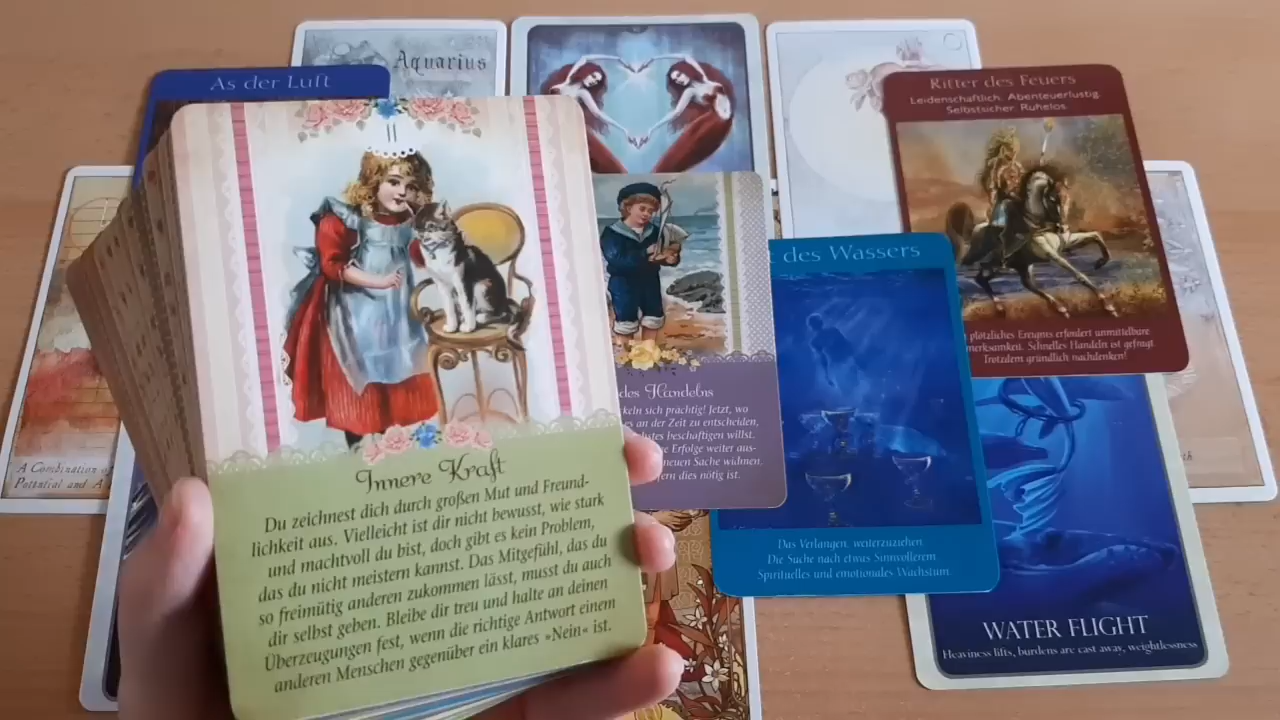 Aquarius
As der Luft
Ritter des Feuers
Leidenschaftlich. Abenteuerlustig.
Selbstsicher. Ruhelos.
plötzliches Ereignis erfordert unmittelbare
merksamkeit. Schnelles Handeln ist gefragt
Trotzdem gründlich nachdenken!
des Wassers
Das Verlangen, weiterzuziehen.
Die Suche nach etwas Sinnvollerem.
Spirituelles und emotionales Wachstum.
des Handelns
ckeln sich prächtig! Jetzt, wo
es an der Zeit zu entscheiden,
beschäftigen willst.
Erfolge weiter aus-
neuen Sache widmen,
fern dies nötig ist.
II
Innere Kraft
Du zeichnest dich durch großen Mut und Freund-
lichkeit aus. Vielleicht ist dir nicht bewusst, wie stark
und machtvoll du bist, doch gibt es kein Problem,
das du nicht meistern kannst. Das Mitgefühl, das du
so freimütig anderen zukommen lässt, musst du auch
dir selbst geben. Bleibe dir treu und halte an deinen
Überzeugungen fest, wenn die richtige Antwort einem
anderen Menschen gegenüber ein klares »Nein« ist.
A Combination of
Potential and A
WATER FLIGHT
Heaviness lifts, burdens are cast away, weightlessness